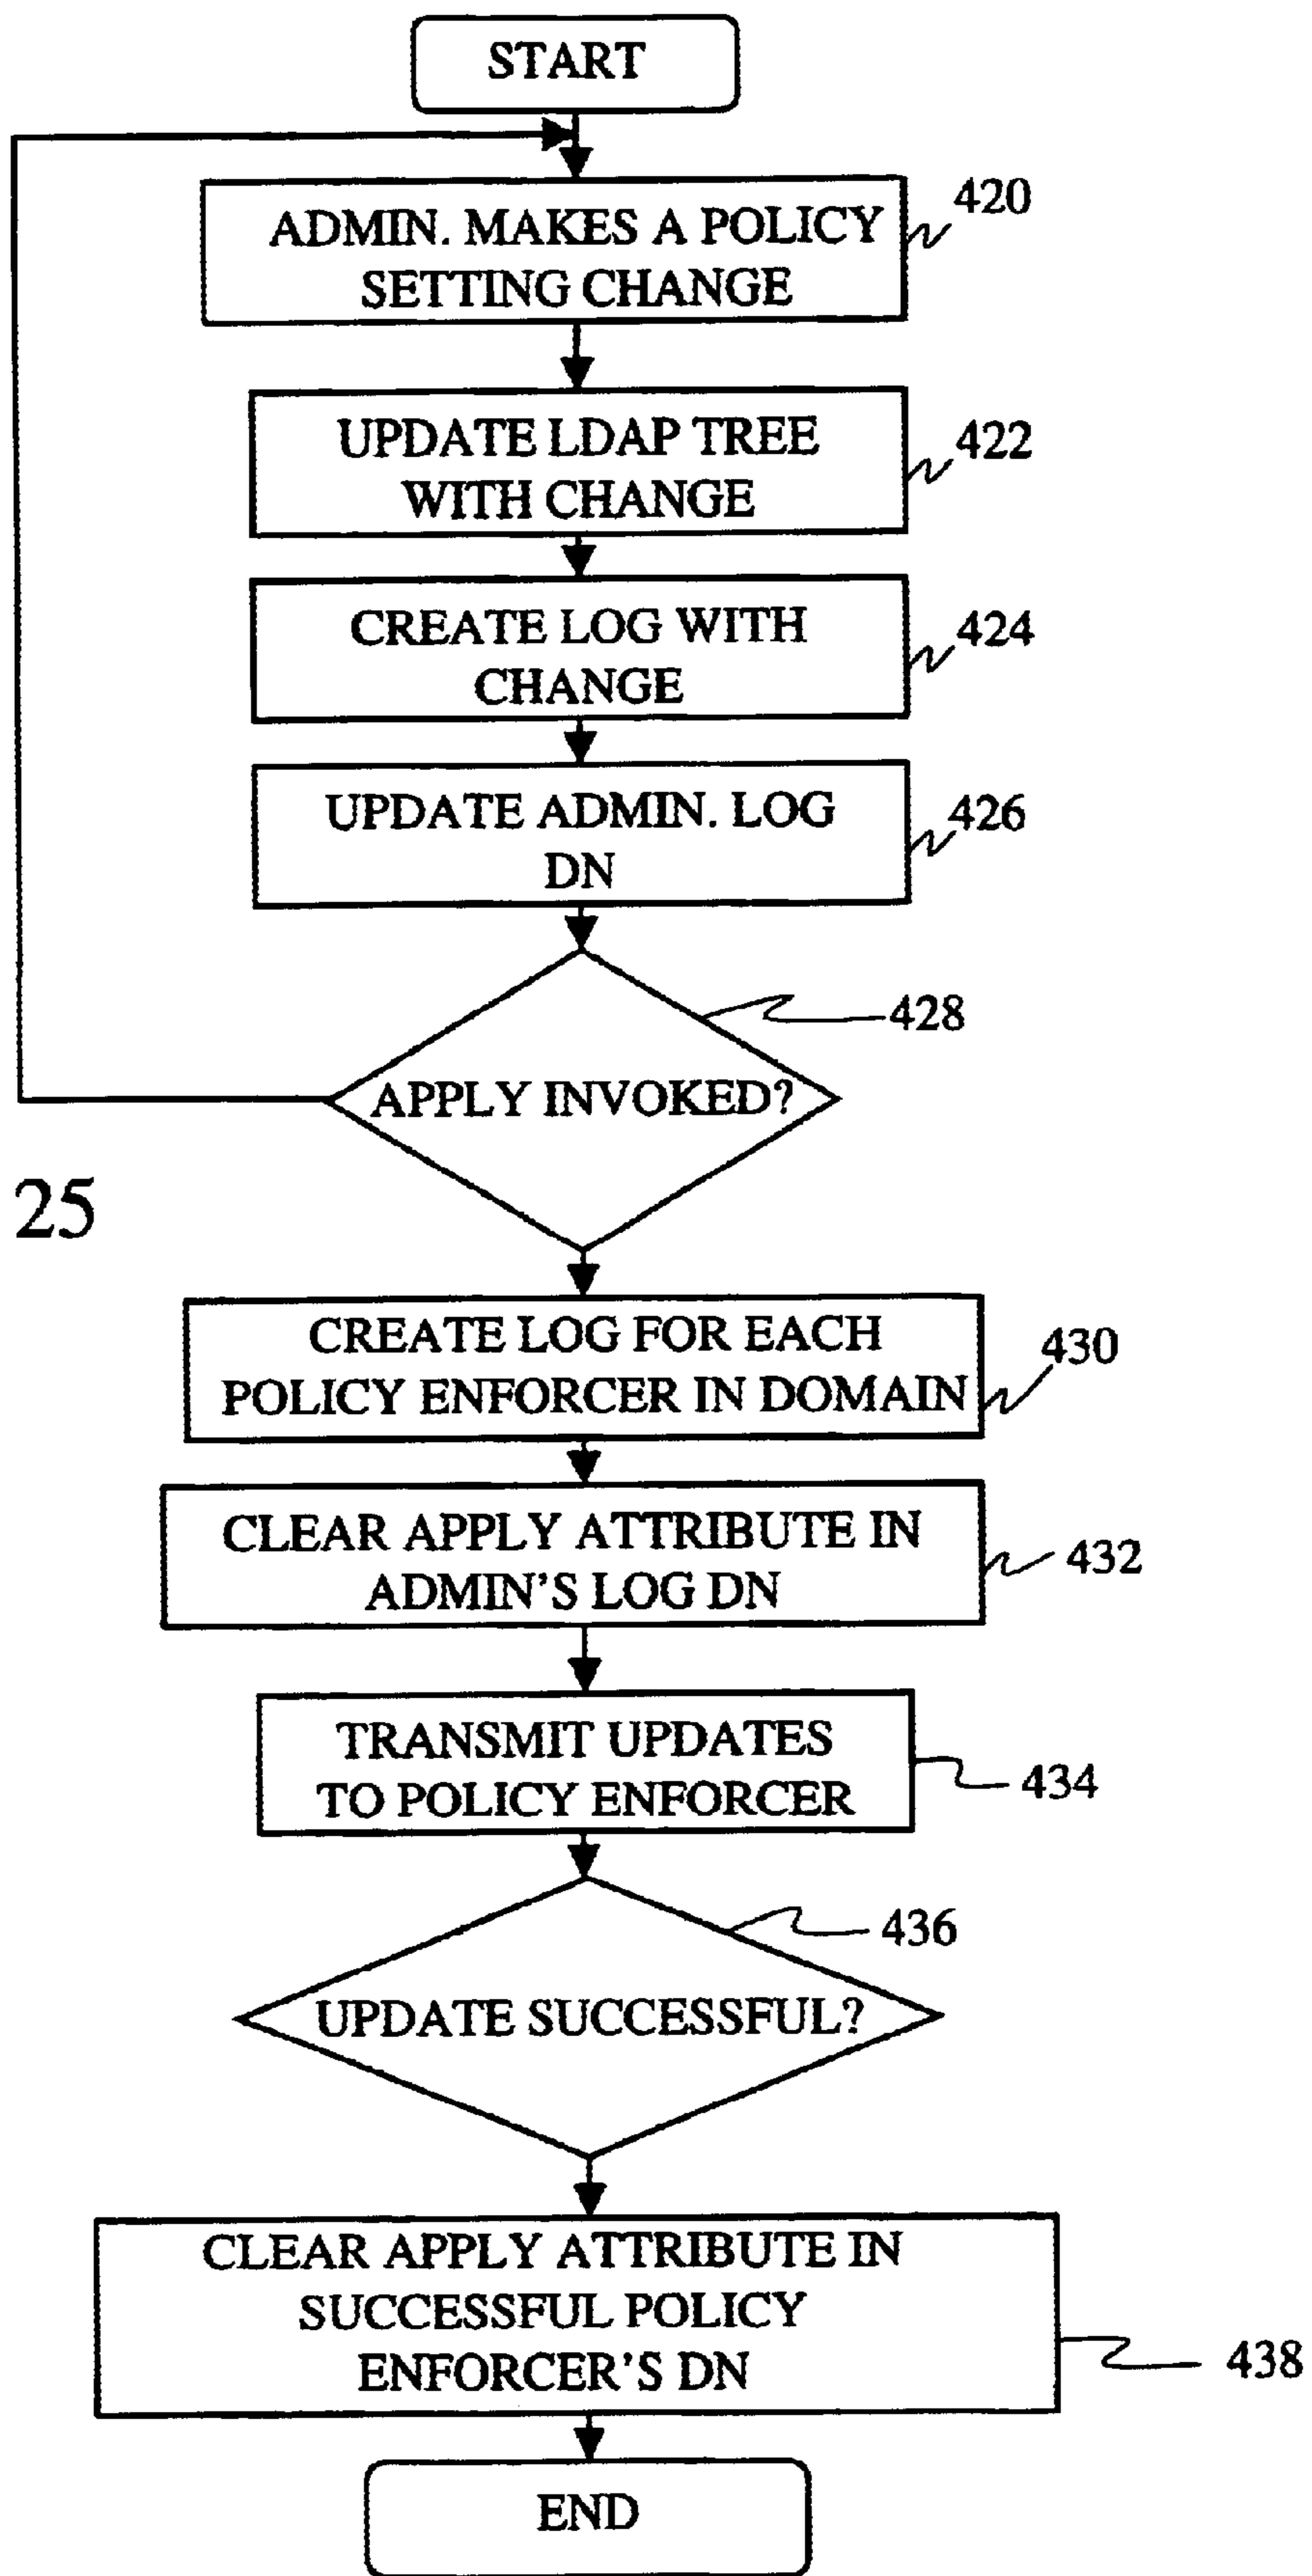 START
ADMIN. MAKES A POLICY
SETTING CHANGE
420
UPDATE LDAP TREE
WITH CHANGE
422
CREATE LOG WITH
CHANGE
424
UPDATE ADMIN. LOG
DN
426
428
APPLY INVOKED?
25
CREATE LOG FOR EACH
POLICY ENFORCER IN DOMAIN
430
CLEAR APPLY ATTRIBUTE IN
ADMIN'S LOG DN
432
TRANSMIT UPDATES
TO POLICY ENFORCER
434
436
UPDATE SUCCESSFUL?
CLEAR APPLY ATTRIBUTE IN
SUCCESSFUL POLICY
ENFORCER'S DN
438
END